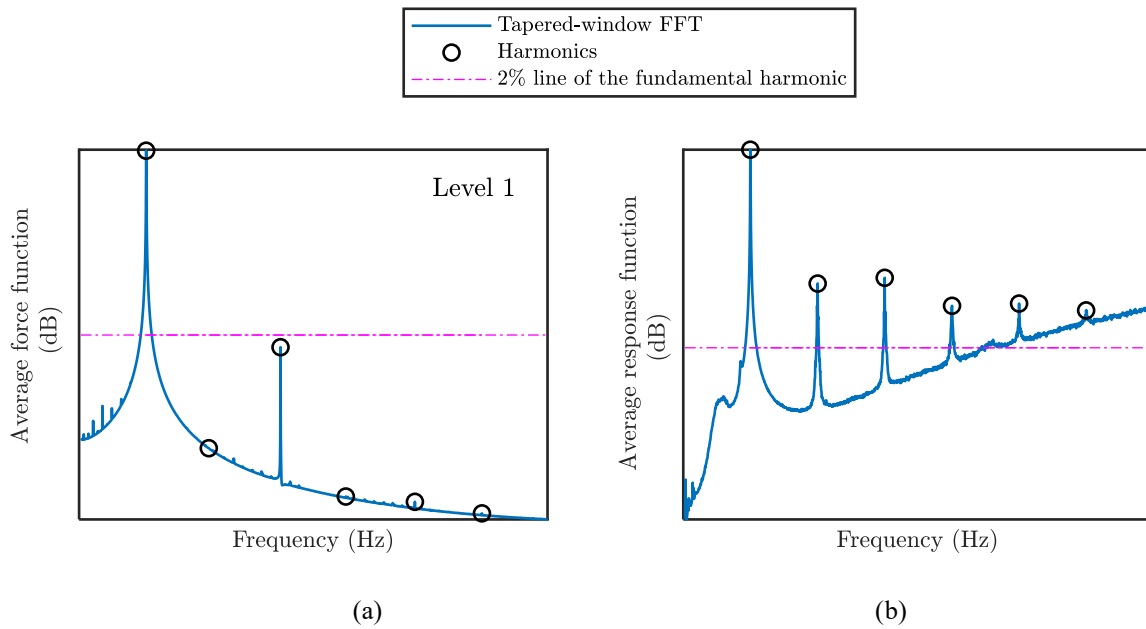 Tapered-window FFT
Harmonics
2% line of the fundamental harmonic
Level 1
Average force function
(dB)
Frequency (Hz)
(a)
Average response function
(dB)
Frequency (Hz)
(b)